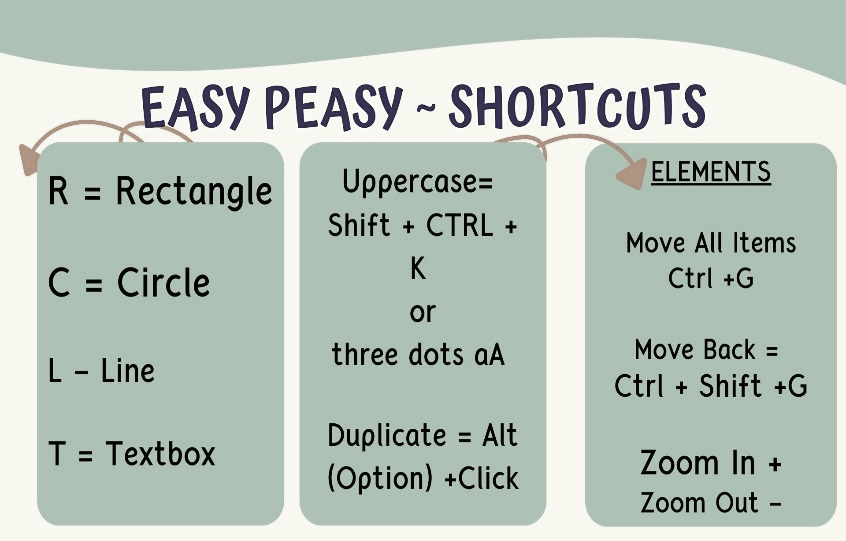 EASY PEASY ~ SHORTCUTS
R = Rectangle
C = Circle
L – Line
T = Textbox
Uppercase=
Shift + CTRL +
K
or
three dots aA
Duplicate = Alt
(Option) +Click
ELEMENTS
Move All Items
Ctrl +G
Move Back =
Ctrl + Shift +G
Zoom In +
Zoom Out –